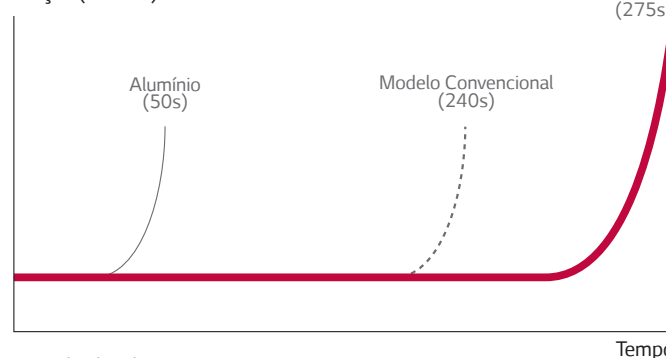 (275s
Alumínio
(50s)
Modelo Convencional
(240s)
Tempo